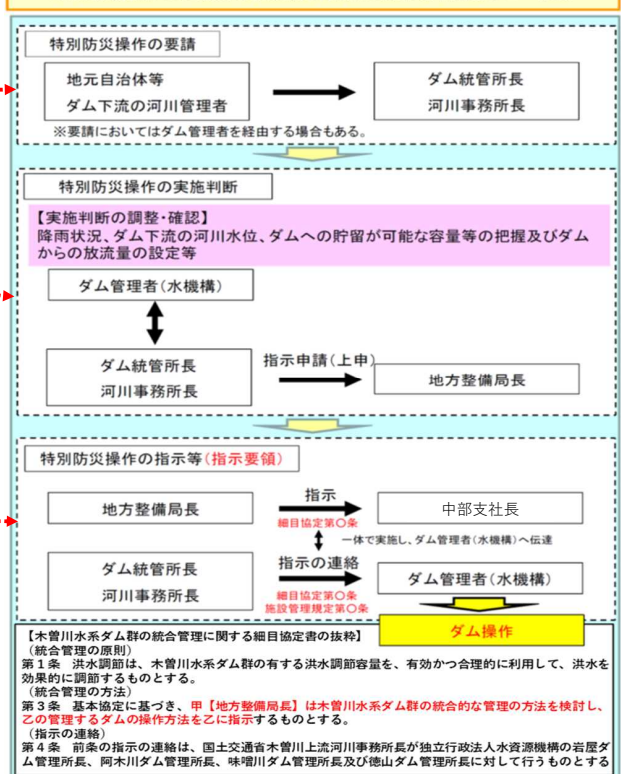 特別防災操作の要請
地元自治体等
ダム下流の河川管理者
ダム統管所長
河川事務所長
※要請においてはダム管理者を経由する場合もある。
特別防災操作の実施判断
【実施判断の調整・確認】
降雨状況、ダム下流の河川水位、ダムへの貯留が可能な容量等の把握及びダム
からの放流量の設定等
ダム管理者(水機構)
ダム統管所長
河川事務所長
指示申請(上申)
地方整備局長
特別防災操作の指示等(指示要領)
地方整備局長
指示
細目協定第〇条
中部支社長
一体で実施し、ダム管理者(水機構)へ伝達
ダム統管所長
河川事務所長
指示の連絡
細目協定第〇条
施設管理規定第〇条
ダム管理者(水機構)
ダム操作
【木曽川水系ダム群の統合管理に関する細目協定書の抜粋】
(統合管理の原則)
第1条 洪水調節は、木曽川水系ダム群の有する洪水調節容量を、有効かつ合理的に利用して、洪水を
効果的に調節するものとする。
(統合管理の方法)
第3条 基本協定に基づき、甲【地方整備局長】は木曽川水系ダム群の統合的な管理の方法を検討し、
乙の管理するダムの操作方法を乙に指示するものとする。
(指示の連絡)
第4条 前条の指示の連絡は、国土交通省木曽川上流河川事務所長が独立行政法人水資源機構の岩屋ダ
ム管理所長、阿木川ダム管理所長、味噌川ダム管理所長及び徳山ダム管理所長に対して行うものとする